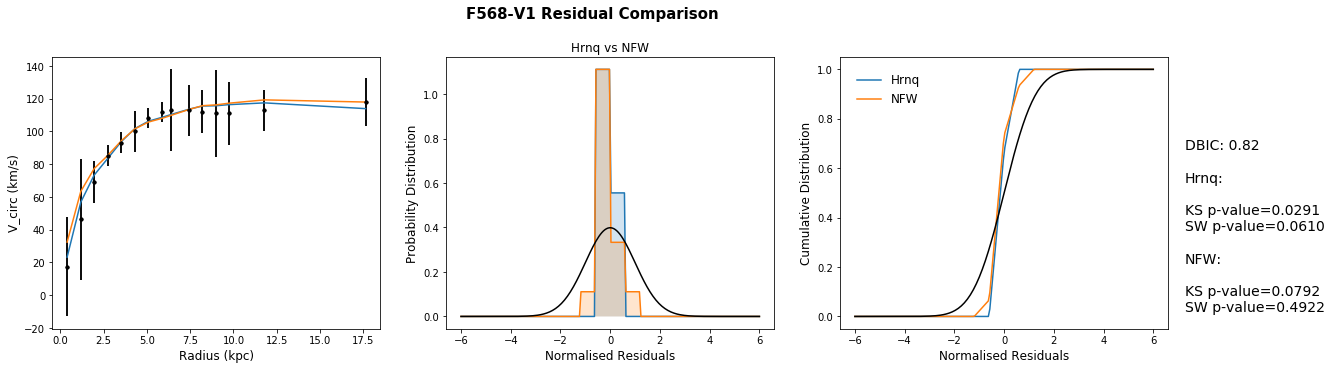 F568-V1 Residual Comparison
V_circ (km/s)
140
120
100
80
60
40
20
0
−20
0.0 2.5 5.0 7.5 10.0 12.5 15.0 17.5
Radius (kpc)
Hrnq vs NFW
Probability Distribution
1.0
0.8
0.6
0.4
0.2
0.0
−6 −4 −2 0 2 4 6
Normalised Residuals
Cumulative Distribution
1.0
0.8
0.6
0.4
0.2
0.0
Hrnq
NFW
−6 −4 −2 0 2 4 6
Normalised Residuals
DBIC: 0.82
Hrnq:
KS p-value=0.0291
SW p-value=0.0610
NFW:
KS p-value=0.0792
SW p-value=0.4922